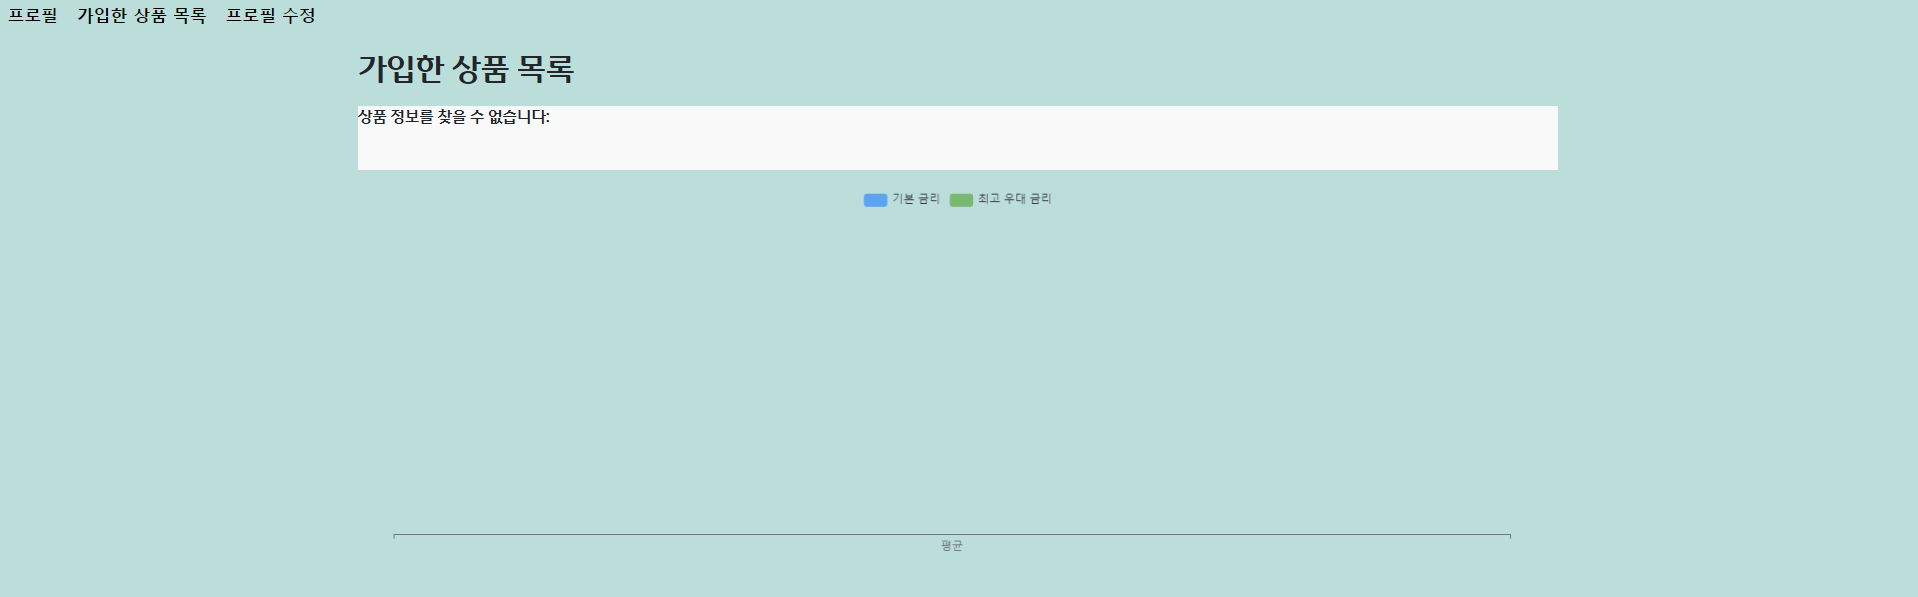 프로필 가입한 상품 목록 프로필 수정
가입한 상품 목록
상품 정보를 찾을 수 없습니다:
기본 금리 최고 우대 금리
평균